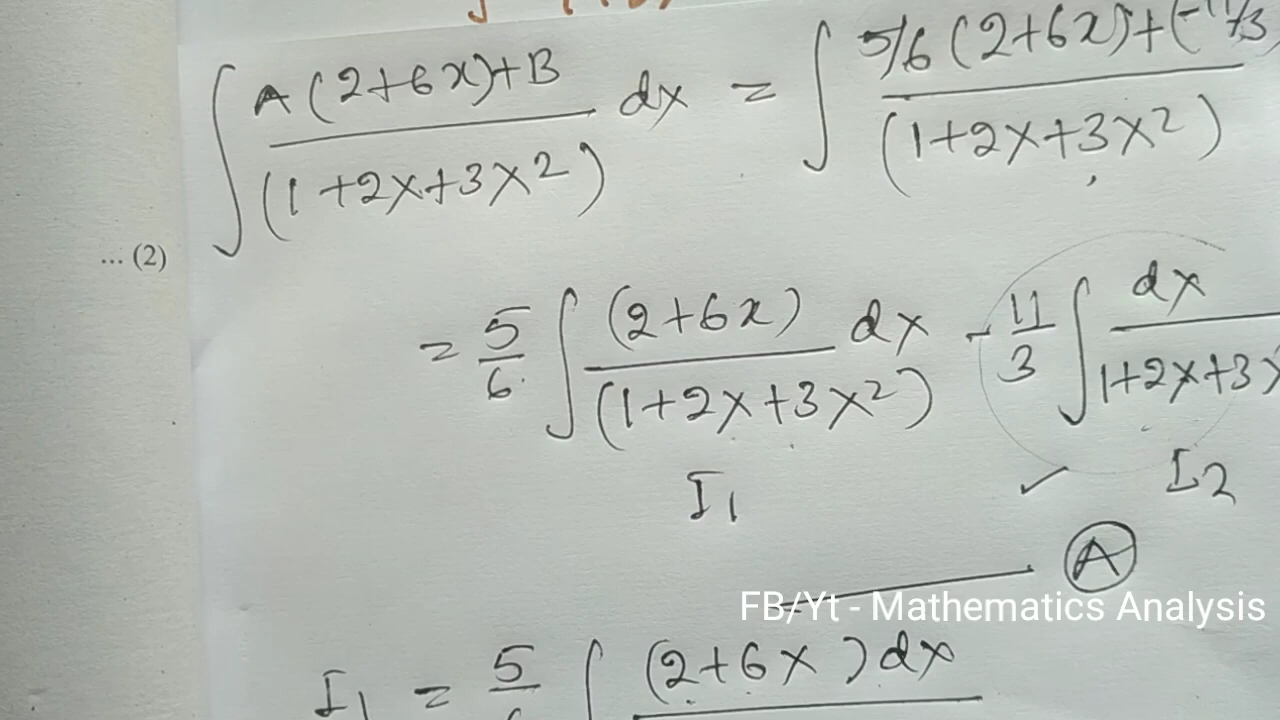 ∫ A(2+6x)+B / (1+2x+3x²) dx = ∫ 5/6 (2+6x)+(-11/3 / (1+2x+3x²)
... (2)
= 5/6 ∫ (2+6x) / (1+2x+3x²) dx - 11/3 ∫ dx / 1+2x+3x
I₁ ✓ I₂
A
FB/Yt - Mathematics Analysis
I₁ = 5/6 ∫ (2+6x)dx